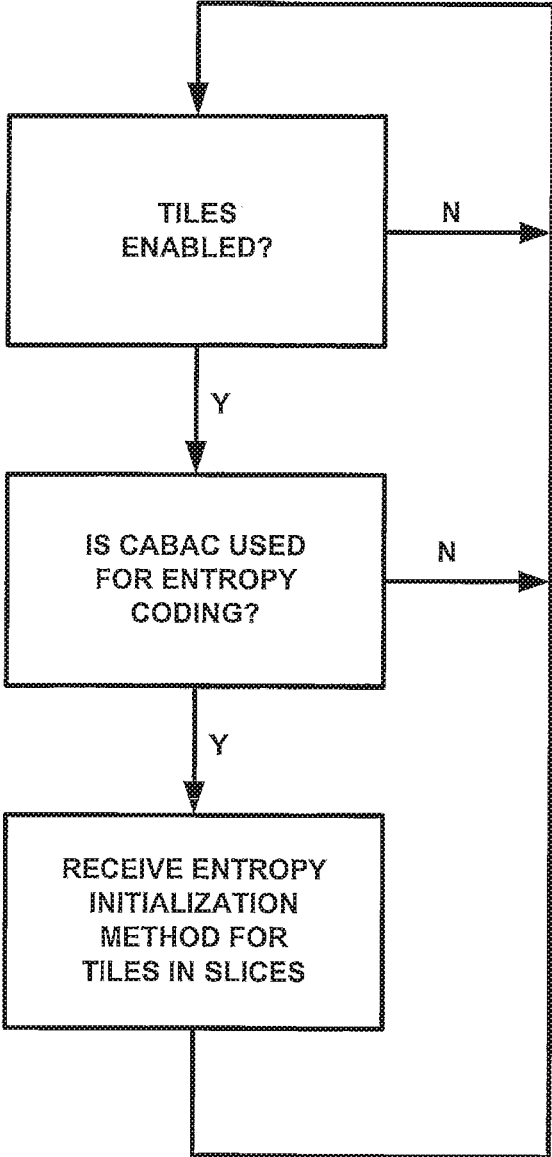 TILES
ENABLED?
N
Y
IS CABAC USED
FOR ENTROPY
CODING?
N
Y
RECEIVE ENTROPY
INITIALIZATION
METHOD FOR
TILES IN SLICES